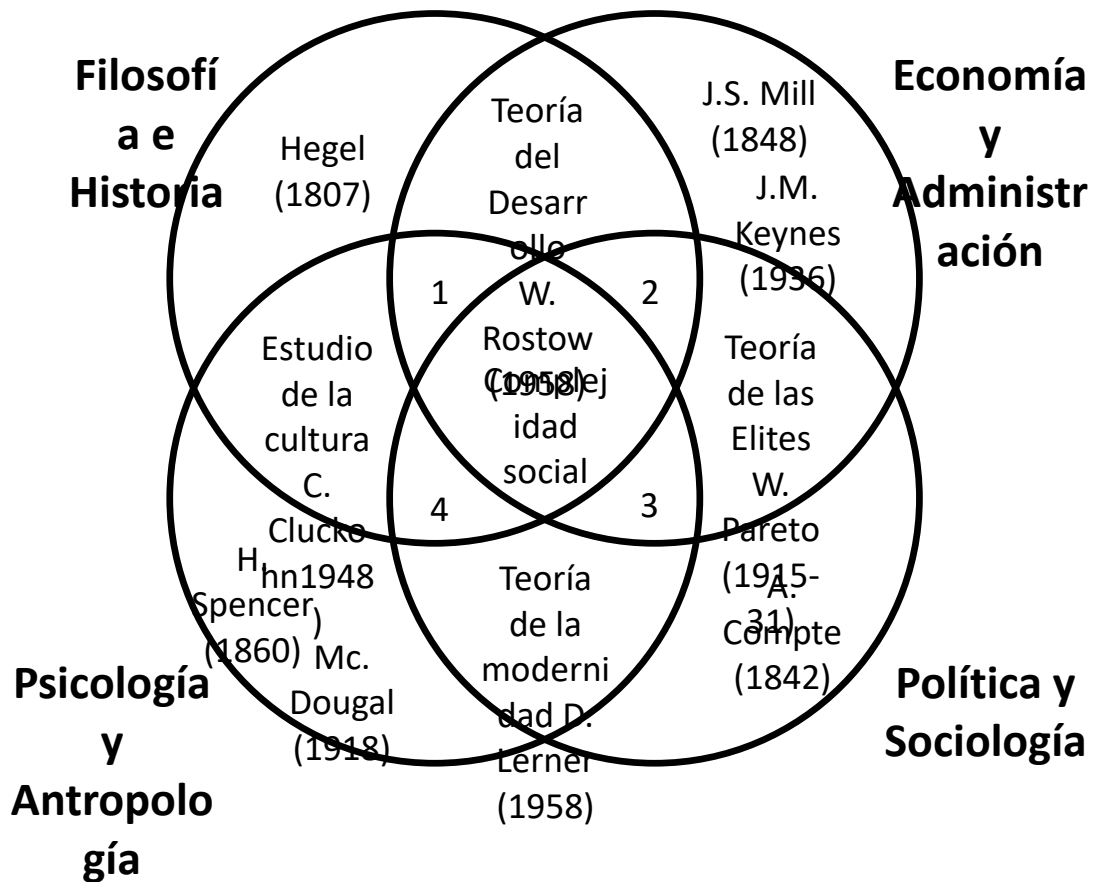 Filosofí
a e
Historia
Hegel
(1807)
Teoría
del
Desarr
ollo
W.
Rostow
(1958)
J.S. Mill
(1848)
J.M.
Keynes
(1936)
Economía
y
Administr
ación
1
2
Estudio
de la
cultura
C.
Clucko
hn1948
)
Complej
idad
social
Teoría
de las
Elites
W.
Pareto
(1915-
31)
4
3
H.
Spencer
(1860)
Mc.
Dougal
(1918)
Teoría
de la
moderni
dad D.
Lerner
(1958)
A.
Compte
(1842)
Psicología
y
Antropolo
gía
Política y
Sociología